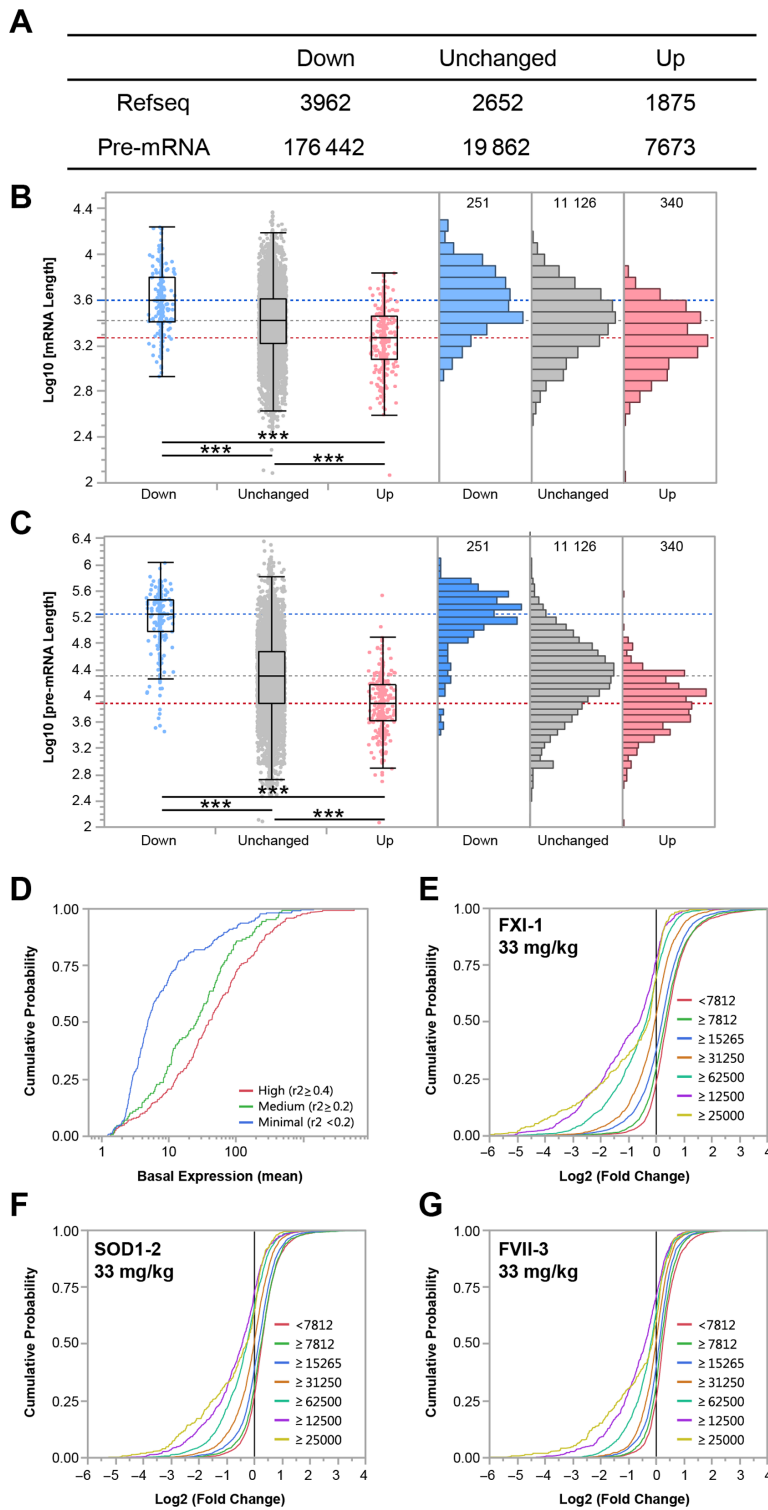 A
Down Unchanged Up
Refseq 3962 2652 1875
Pre-mRNA 176 442 19 862 7673
B
251 11 126 340
4.4
4
3.6
3.2
2.8
2.4
2
Log10 [mRNA Length]
*** *** ***
Down Unchanged Up Down Unchanged Up
C
251 11 126 340
6.4
6
5.6
5.2
4.8
4.4
4
3.6
3.2
2.8
2.4
2
Log10 [pre-mRNA Length]
*** *** ***
Down Unchanged Up Down Unchanged Up
D
1.00
0.75
0.50
0.25
0.00
Cumulative Probability
High (r2≥0.4)
Medium (r2≥0.2)
Minimal (r2 <0.2)
1 10 100
Basal Expression (mean)
E
FXI-1
33 mg/kg
1.00
0.75
0.50
0.25
0.00
Cumulative Probability
<7812
≥7812
≥ 15265
≥ 31250
≥ 62500
≥ 12500
≥ 25000
−6 −5 −4 −3 −2 −1 0 1 2 3 4
Log2 (Fold Change)
F
SOD1-2
33 mg/kg
1.00
0.75
0.50
0.25
0.00
Cumulative Probability
<7812
≥ 7812
≥ 15265
≥ 31250
≥ 62500
≥ 12500
≥ 25000
−6 −5 −4 −3 −2 −1 0 1 2 3 4
Log2 (Fold Change)
G
FVII-3
33 mg/kg
1.00
0.75
0.50
0.25
0.00
Cumulative Probability
<7812
≥ 7812
≥ 15265
≥ 31250
≥ 62500
≥ 12500
≥ 25000
−6 −5 −4 −3 −2 −1 0 1 2 3 4
Log2 (Fold Change)